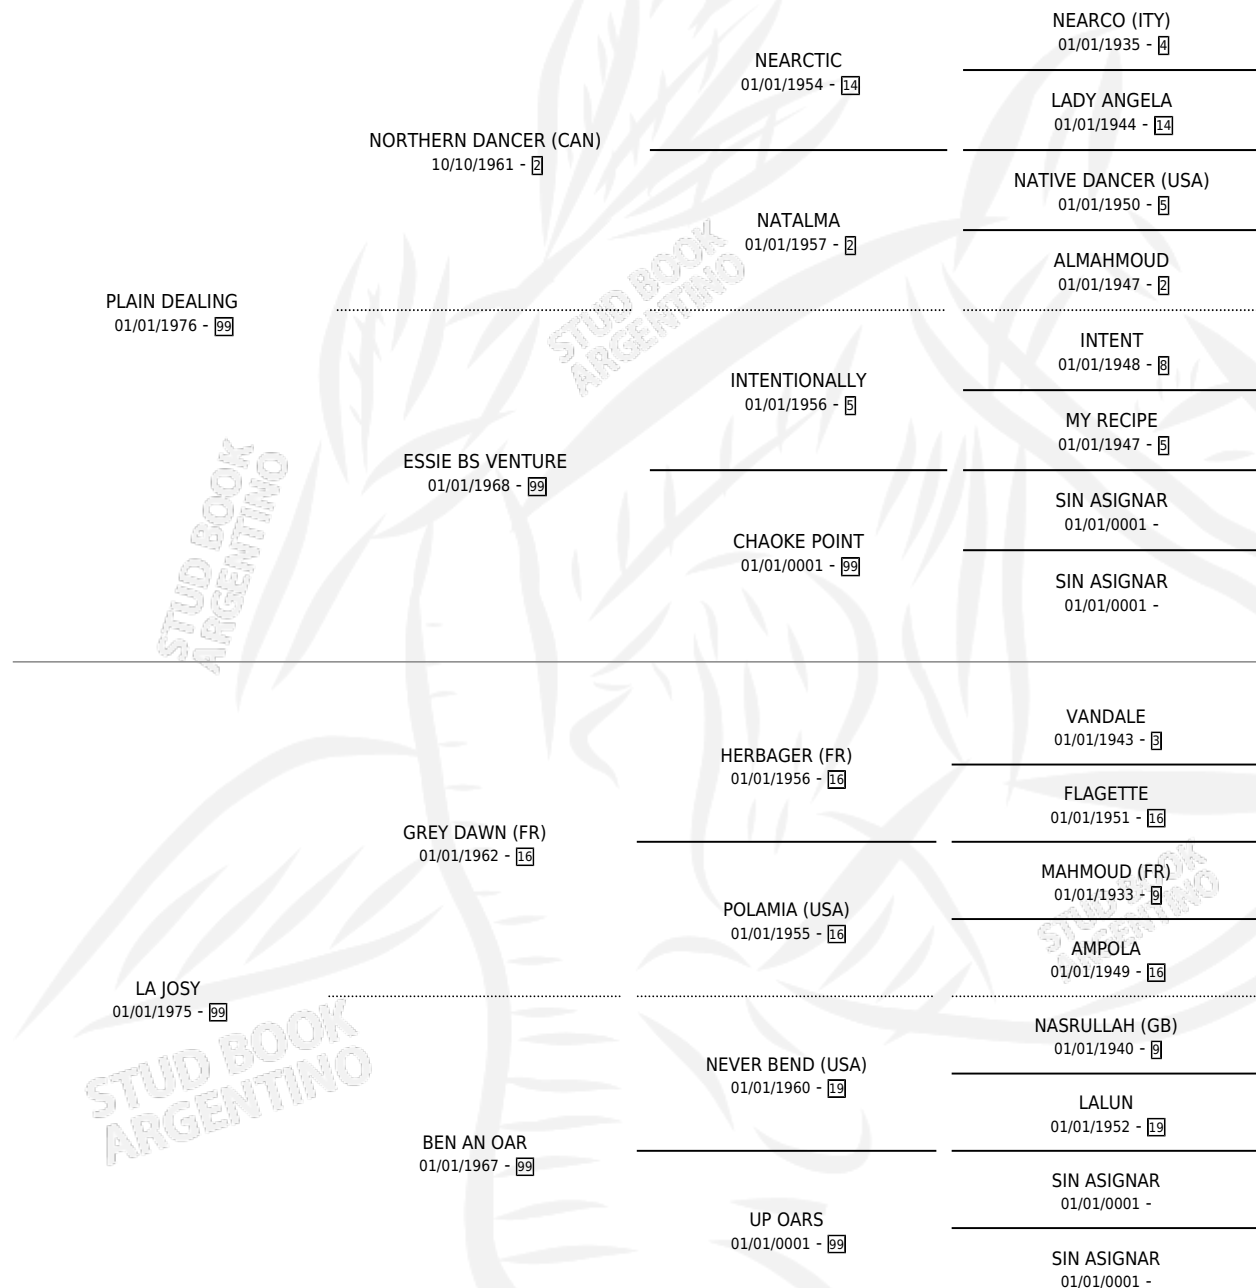 NEARCO (ITY)
01/01/1935 - 4
NEARCTIC
01/01/1954 - 14
LADY ANGELA
01/01/1944 - 14
NORTHERN DANCER (CAN)
10/10/1961 - 2
NATIVE DANCER (USA)
01/01/1950 - 5
NATALMA
01/01/1957 - 2
ALMAHMOUD
01/01/1947 - 2
PLAIN DEALING
01/01/1976 - 99
INTENT
01/01/1948 - 8
INTENTIONALLY
01/01/1956 - 5
MY RECIPE
01/01/1947 - 5
ESSIE BS VENTURE
01/01/1968 - 99
SIN ASIGNAR
01/01/0001 -
CHAOKE POINT
01/01/0001 - 99
SIN ASIGNAR
01/01/0001 -
VANDALE
01/01/1943 - 3
HERBAGER (FR)
01/01/1956 - 16
FLAGETTE
01/01/1951 - 16
GREY DAWN (FR)
01/01/1962 - 16
MAHMOUD (FR)
01/01/1933 - 9
POLAMIA (USA)
01/01/1955 - 16
AMPOLA
01/01/1949 - 16
LA JOSY
01/01/1975 - 99
NASRULLAH (GB)
01/01/1940 - 9
NEVER BEND (USA)
01/01/1960 - 19
LALUN
01/01/1952 - 19
BEN AN OAR
01/01/1967 - 99
SIN ASIGNAR
01/01/0001 -
UP OARS
01/01/0001 - 99
SIN ASIGNAR
01/01/0001 -
STUD BOOK
ARGENTINO
STUD BOOK
ARGENTINO
STUD BOOK
ARGENTINO
STUD BOOK
ARGENTINO